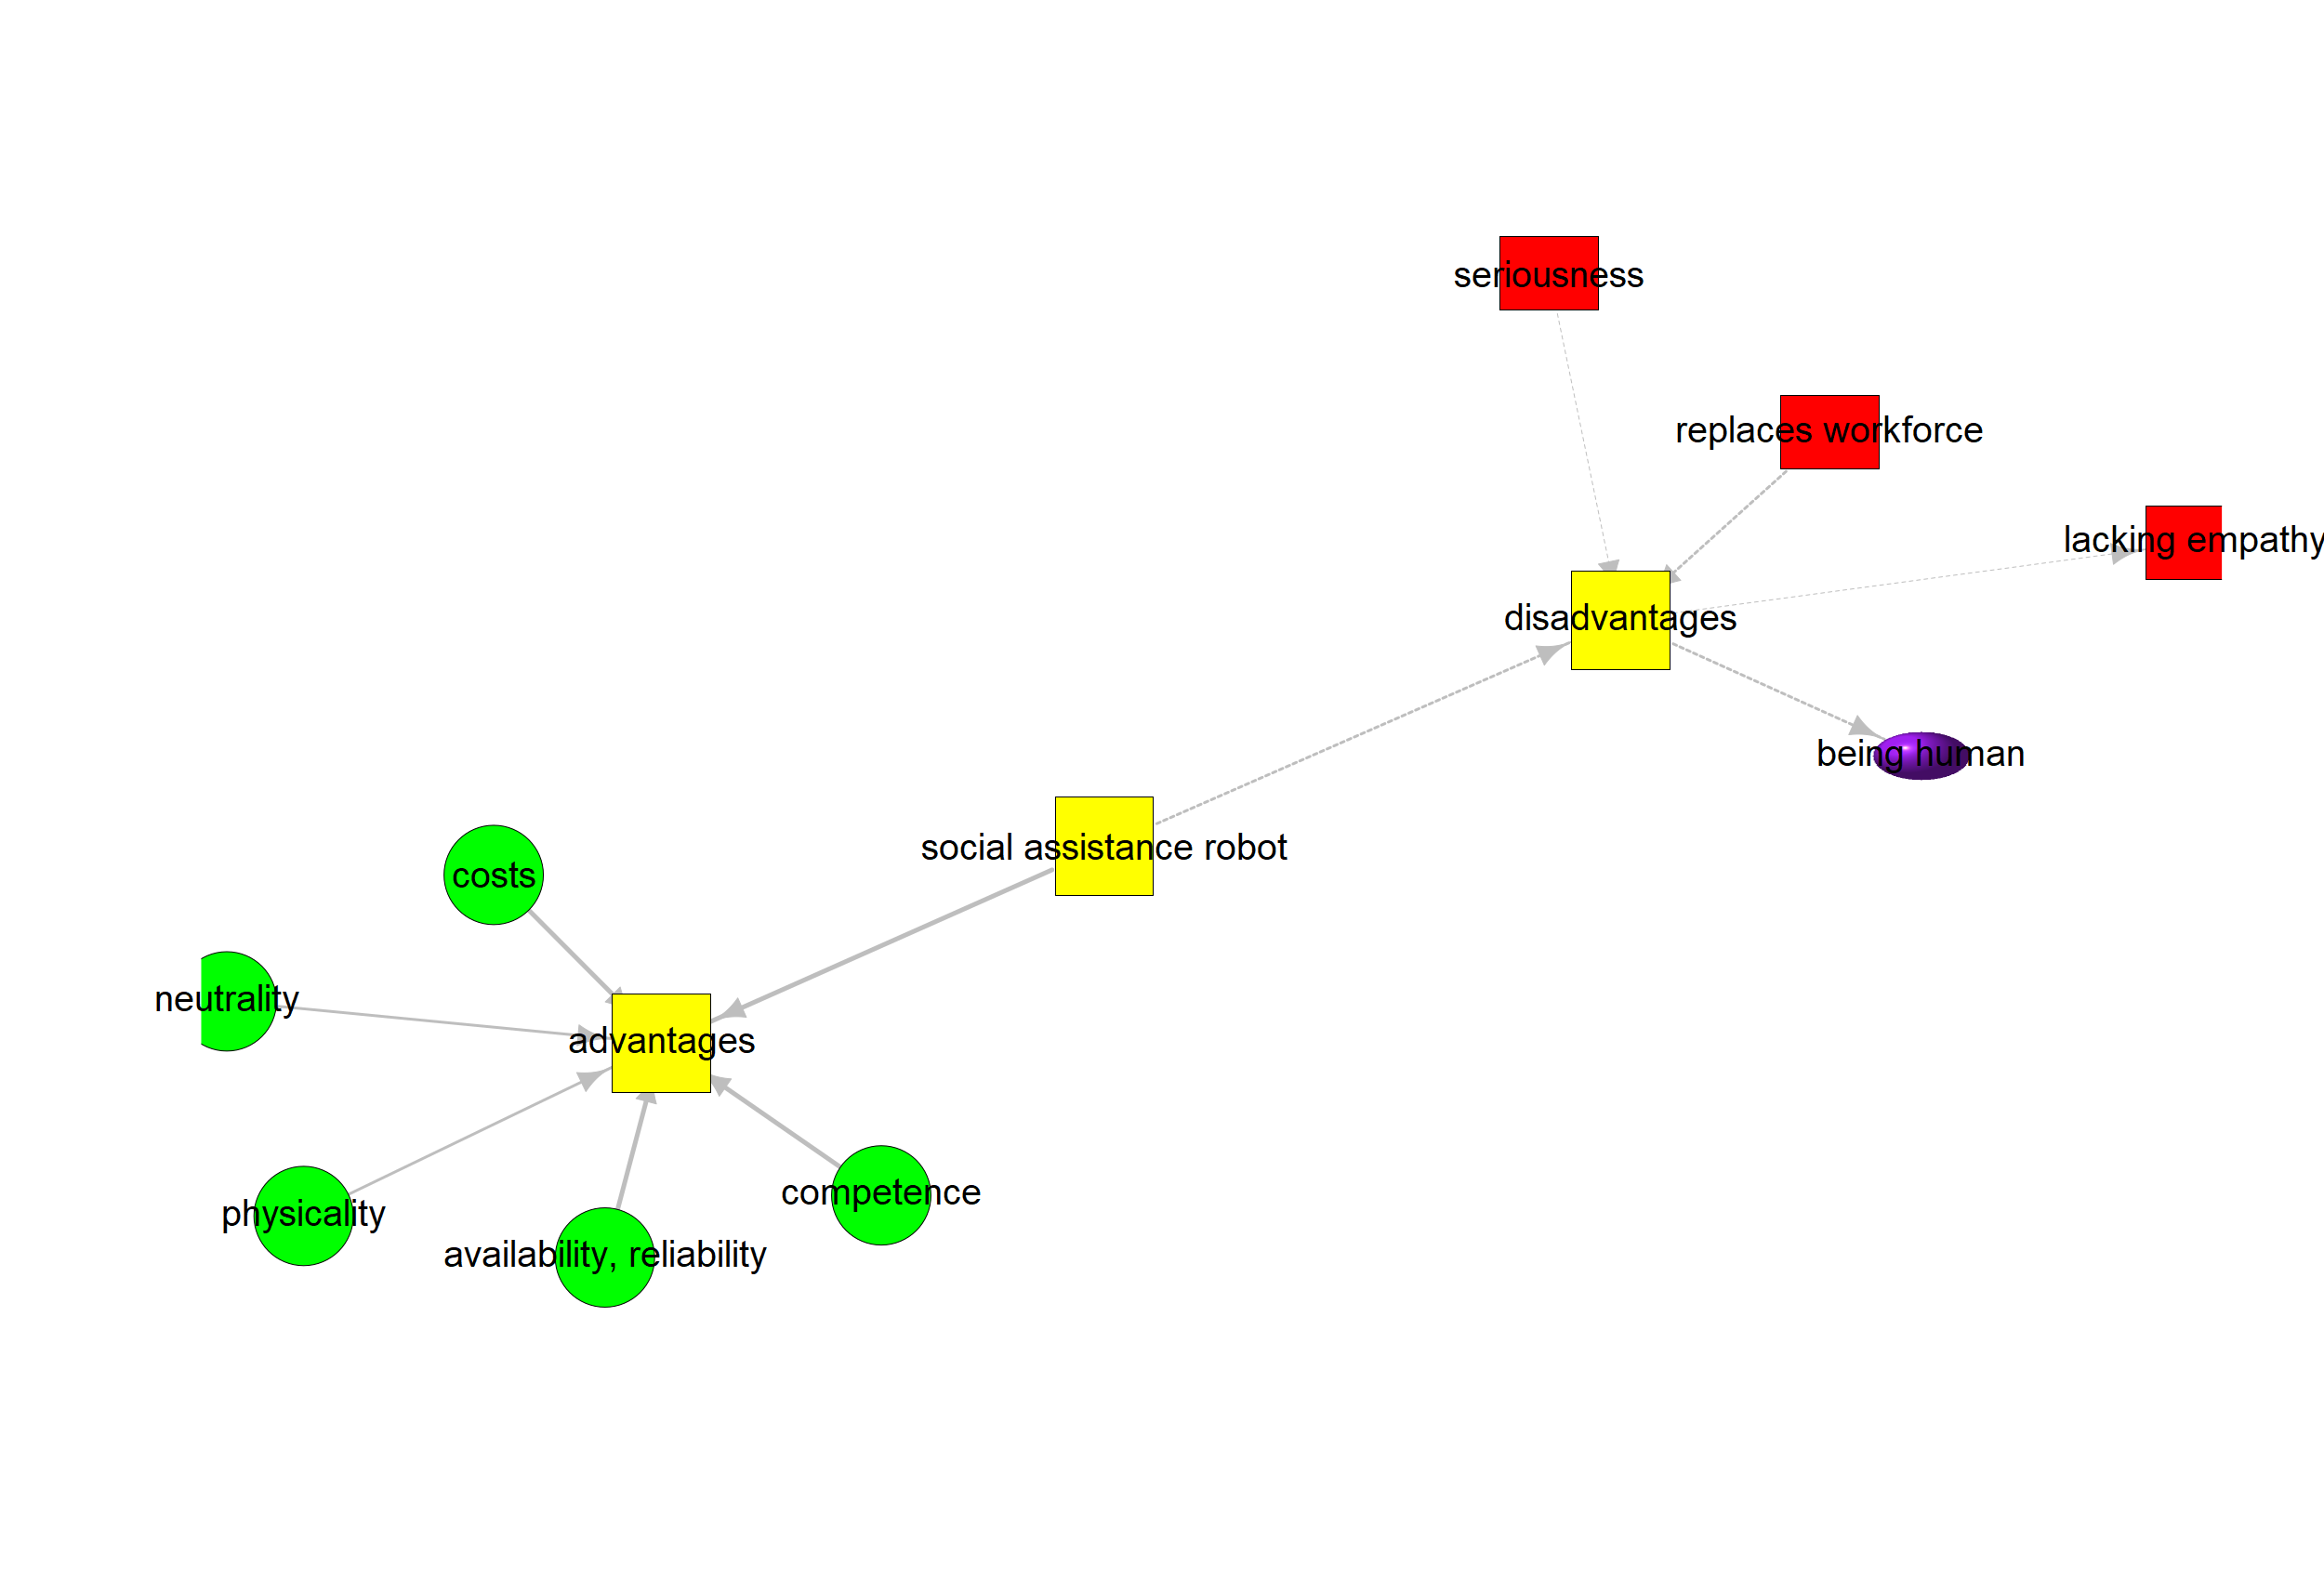 seriousness
replaces workforce
lacking empathy
disadvantages
being human
social assistance robot
costs
neutrality
advantages
physicality
competence
availability, reliability